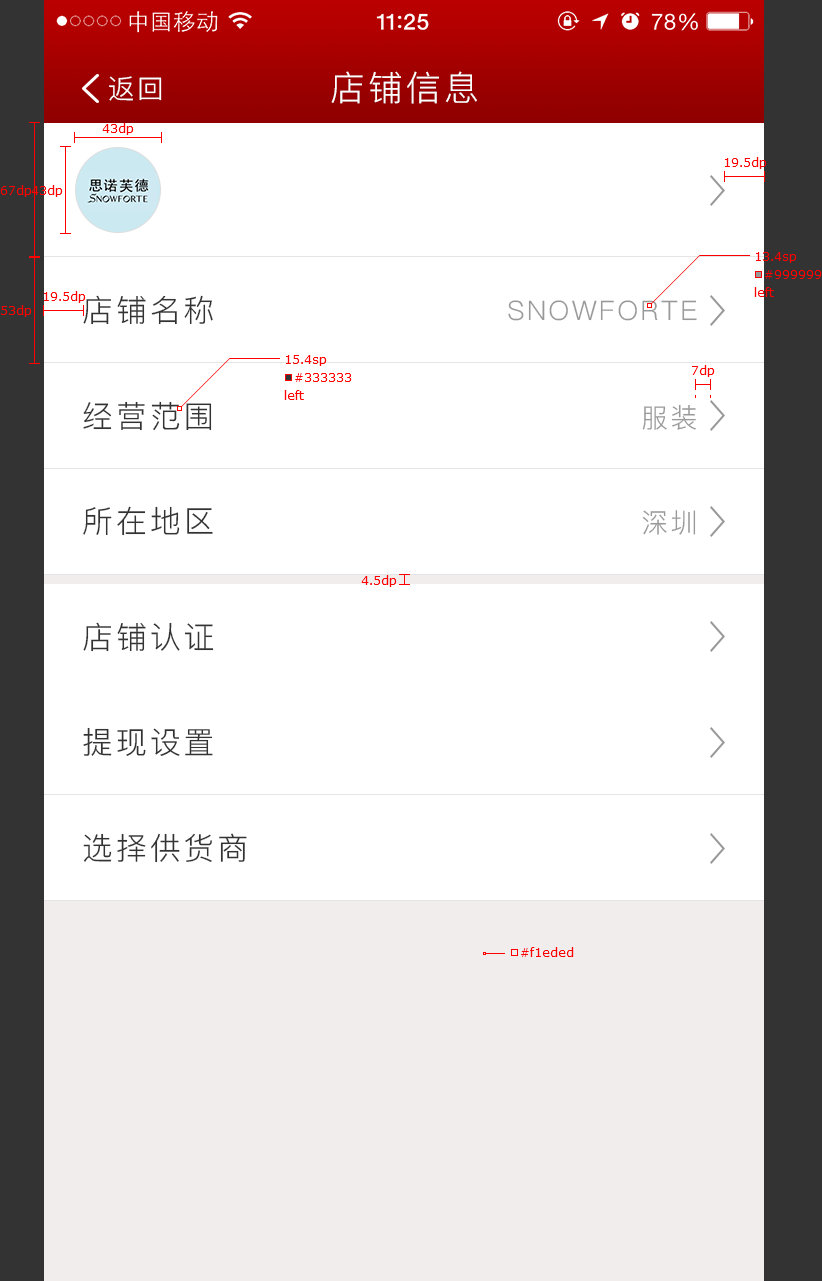 中国移动 11:25 78%
返回 店铺信息
43dp
19.5dp
67dp
43dp
思诺芙德
SNOWFORTE
13.4sp
#999999
left
19.5dp
53dp
店铺名称 SNOWFORTE
15.4sp
#333333
left
7dp
经营范围 服装
所在地区 深圳
4.5dp
店铺认证
提现设置
选择供货商
#f1eded